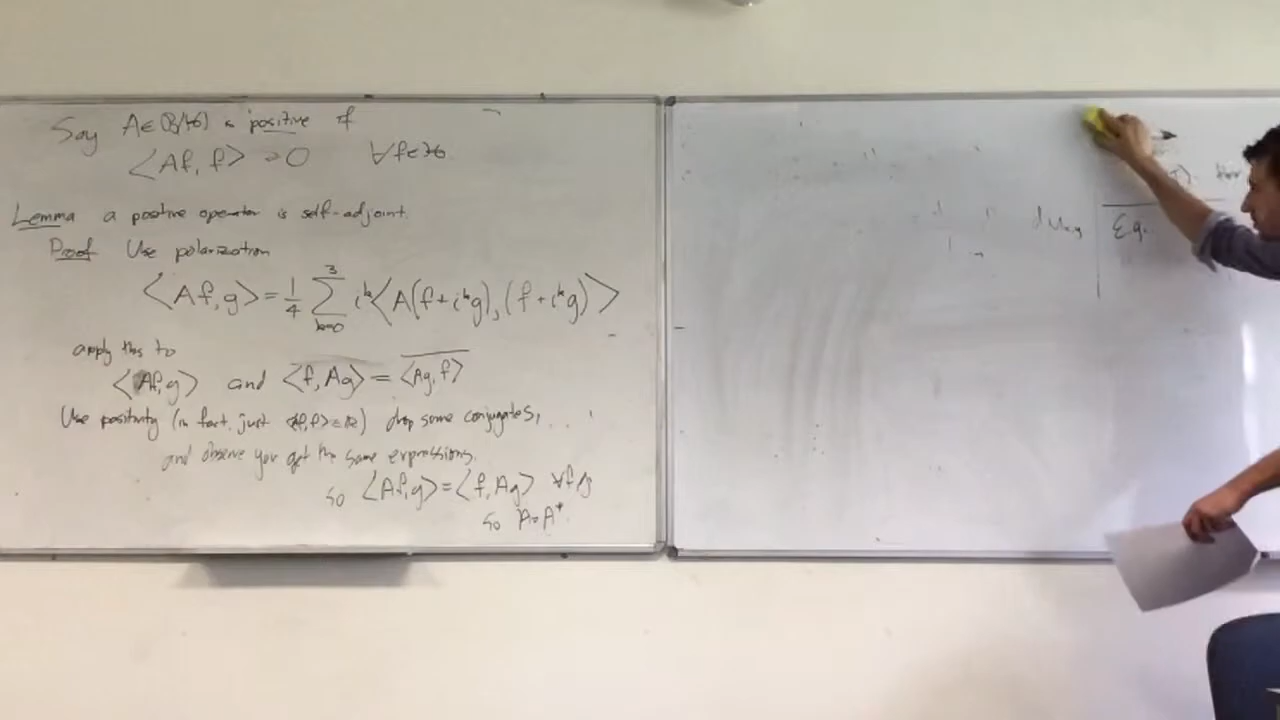 Say A∈B(H) is positive if
⟨Af, f⟩ ≥ 0 ∀f∈H
Lemma a positive operator is self-adjoint.
Proof Use polarization
⟨Af, g⟩ = 1/4 ∑_{k=0}^{3} i^k ⟨A(f+i^k g), (f+i^k g)⟩
apply this to
⟨Af,g⟩ and ⟨f, Ag⟩ = \overline{⟨Ag, f⟩}
Use positivity (in fact, just ⟨Af,f⟩∈ℝ) drop some conjugates, ...
and observe you get the same expressions.
so ⟨Af,g⟩ = ⟨f, Ag⟩ ∀f,g
so A=A*.
E.g.